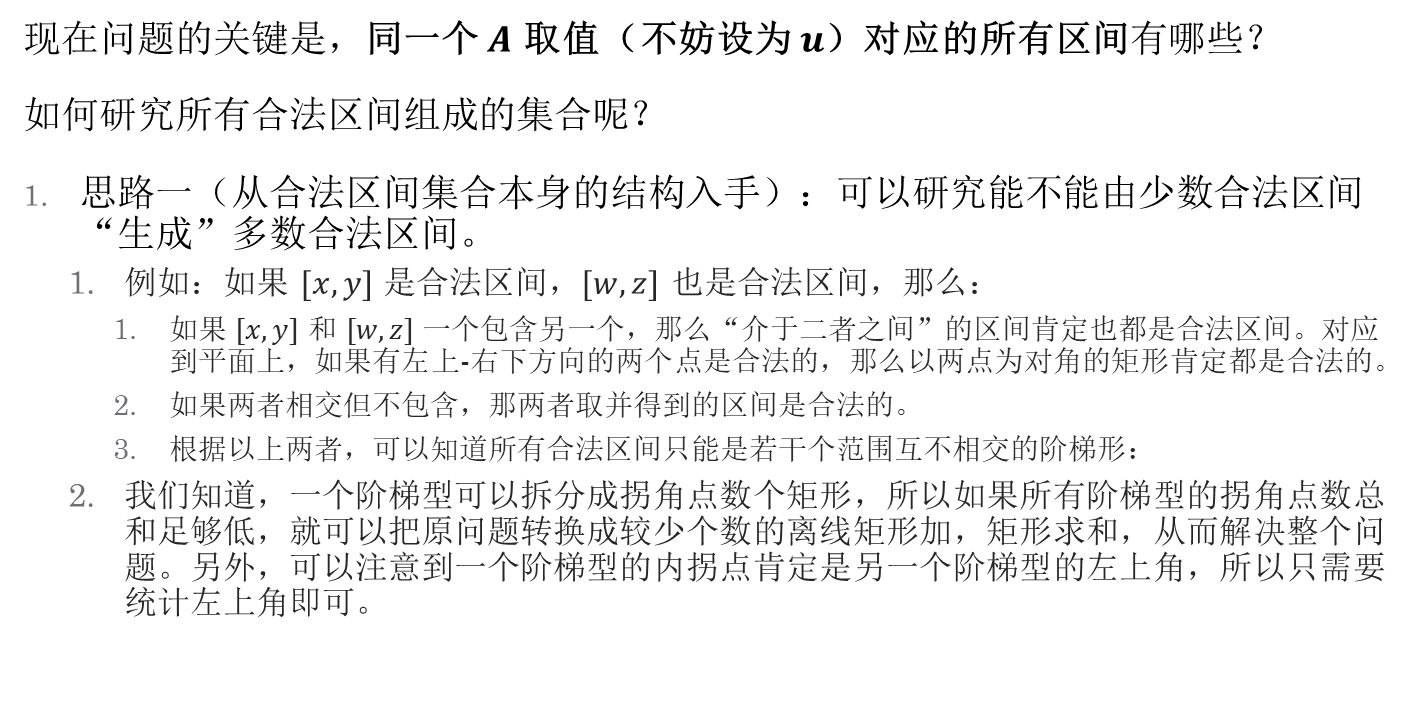 现在问题的关键是，同一个 A 取值（不妨设为 u）对应的所有区间有哪些？
如何研究所有合法区间组成的集合呢？
1. 思路一（从合法区间集合本身的结构入手）：可以研究能不能由少数合法区间
“生成”多数合法区间。
1. 例如：如果 [x, y] 是合法区间，[w, z] 也是合法区间，那么：
1. 如果 [x, y] 和 [w, z] 一个包含另一个，那么“介于二者之间”的区间肯定也都是合法区间。对应
到平面上，如果有左上-右下方向的两个点是合法的，那么以两点为对角的矩形肯定都是合法的。
2. 如果两者相交但不包含，那两者取并得到的区间是合法的。
3. 根据以上两者，可以知道所有合法区间只能是若干个范围互不相交的阶梯形：
2. 我们知道，一个阶梯型可以拆分成拐角点数个矩形，所以如果所有阶梯型的拐角点数总
和足够低，就可以把原问题转换成较少个数的离线矩形加，矩形求和，从而解决整个问
题。另外，可以注意到一个阶梯型的内拐点肯定是另一个阶梯型的左上角，所以只需要
统计左上角即可。